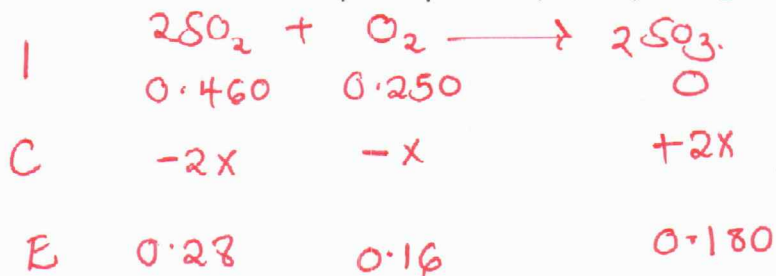 2SO₂ + O₂ ⟶ 2SO₃.
I 0.460 0.250 0
C -2x -x +2x
E 0.28 0.16 0.180